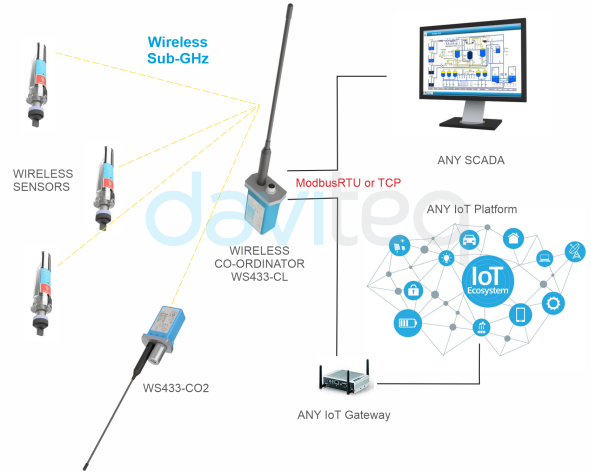 Wireless
Sub-GHz
WIRELESS
SENSORS
ANY SCADA
ModbusRTU or TCP
ANY IoT Platform
daviteq
WIRELESS
CO-ORDINATOR
WS433-CL
IoT
Ecosystem
WS433-CO2
ANY IoT Gateway